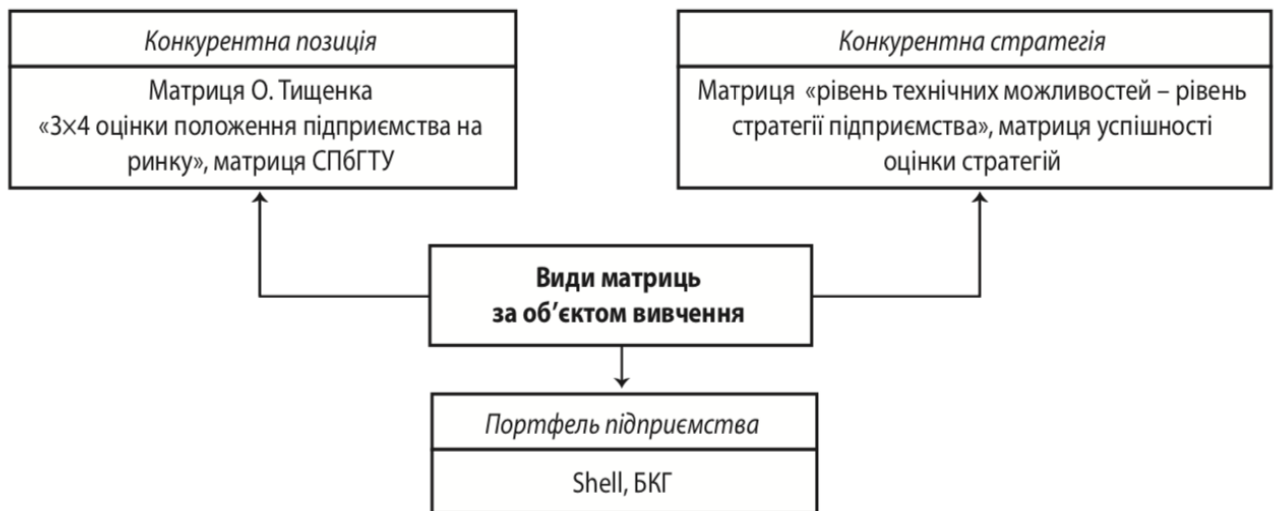 Конкурентна позиція
Матриця О. Тищенка
«3×4 оцінки положення підприємства на
ринку», матриця СПбГТУ
Конкурентна стратегія
Матриця «рівень технічних можливостей – рівень
стратегії підприємства», матриця успішності
оцінки стратегій
Види матриць
за об’єктом вивчення
Портфель підприємства
Shell, БКГ